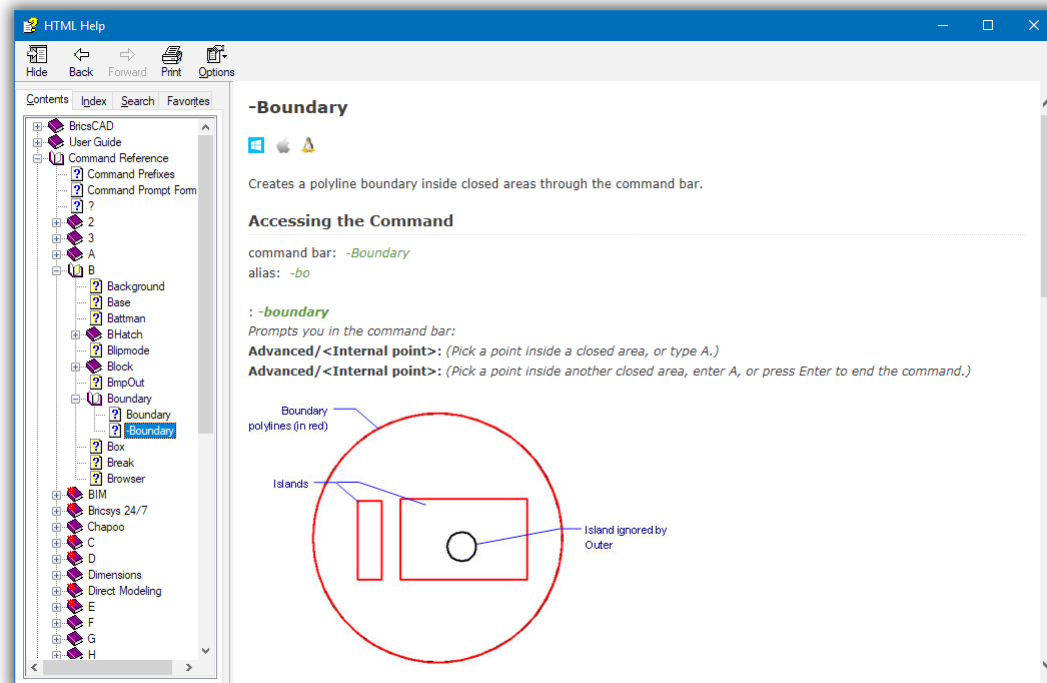 HTML Help
Hide Back Forward Print Options
Contents Index Search Favorites
BricsCAD
User Guide
Command Reference
Command Prefixes
Command Prompt Form
?
2
3
A
B
Background
Base
Battman
BHatch
Blipmode
Block
BmpOut
Boundary
Boundary
-Boundary
Box
Break
Browser
BIM
Bricsys 24/7
Chapoo
C
D
Dimensions
Direct Modeling
E
F
G
H
-Boundary
Creates a polyline boundary inside closed areas through the command bar.
Accessing the Command
command bar: -Boundary
alias: -bo
: -boundary
Prompts you in the command bar:
Advanced/<Internal point>: (Pick a point inside a closed area, or type A.)
Advanced/<Internal point>: (Pick a point inside another closed area, enter A, or press Enter to end the command.)
Boundary
polylines (in red)
Islands
Island ignored by
Outer